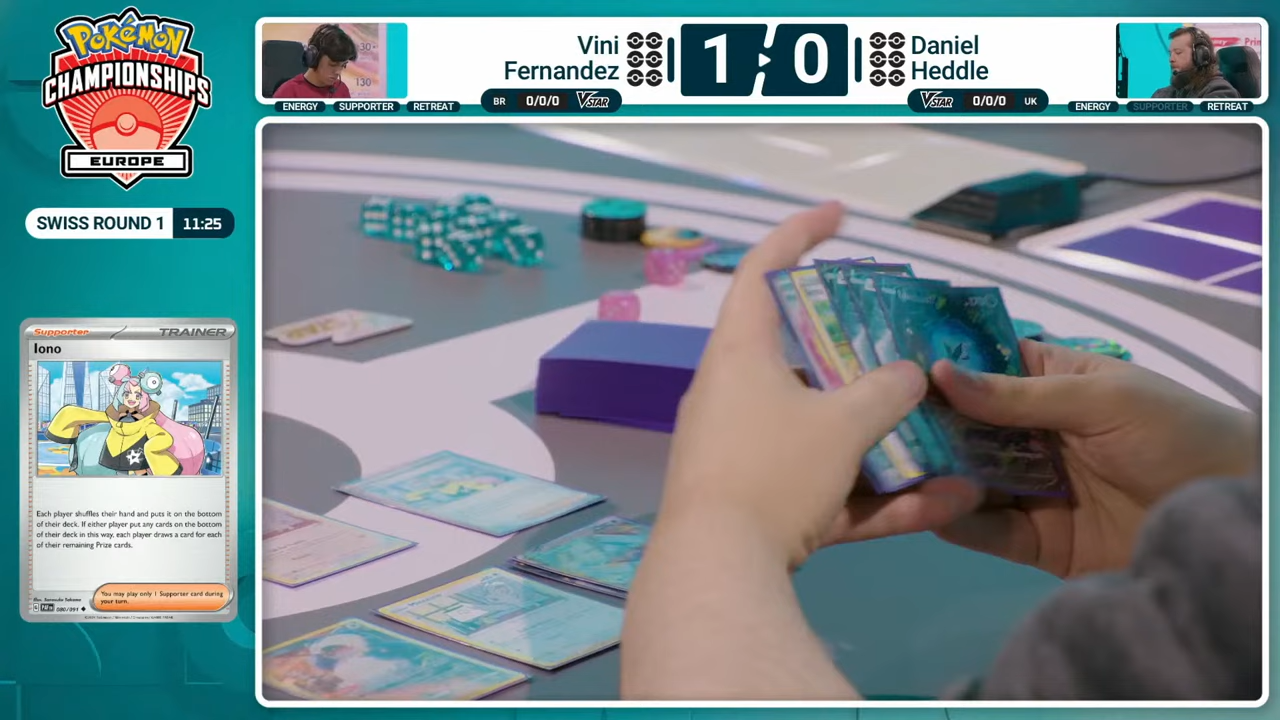 Pokémon
CHAMPIONSHIPS
EUROPE
SWISS ROUND 1
11:25
Vini
Fernandez
1
0
Daniel
Heddle
ENERGY
SUPPORTER
RETREAT
BR
0/0/0
VSTAR
VSTAR
0/0/0
UK
ENERGY
SUPPORTER
RETREAT
130
Supporter
TRAINER
Iono
Each player shuffles their hand and puts it on the bottom
of their deck. If either player put any cards on the bottom
of their deck in this way, each player draws a card for each
of their remaining Prize cards.
You may play only 1 Supporter card during
your turn.